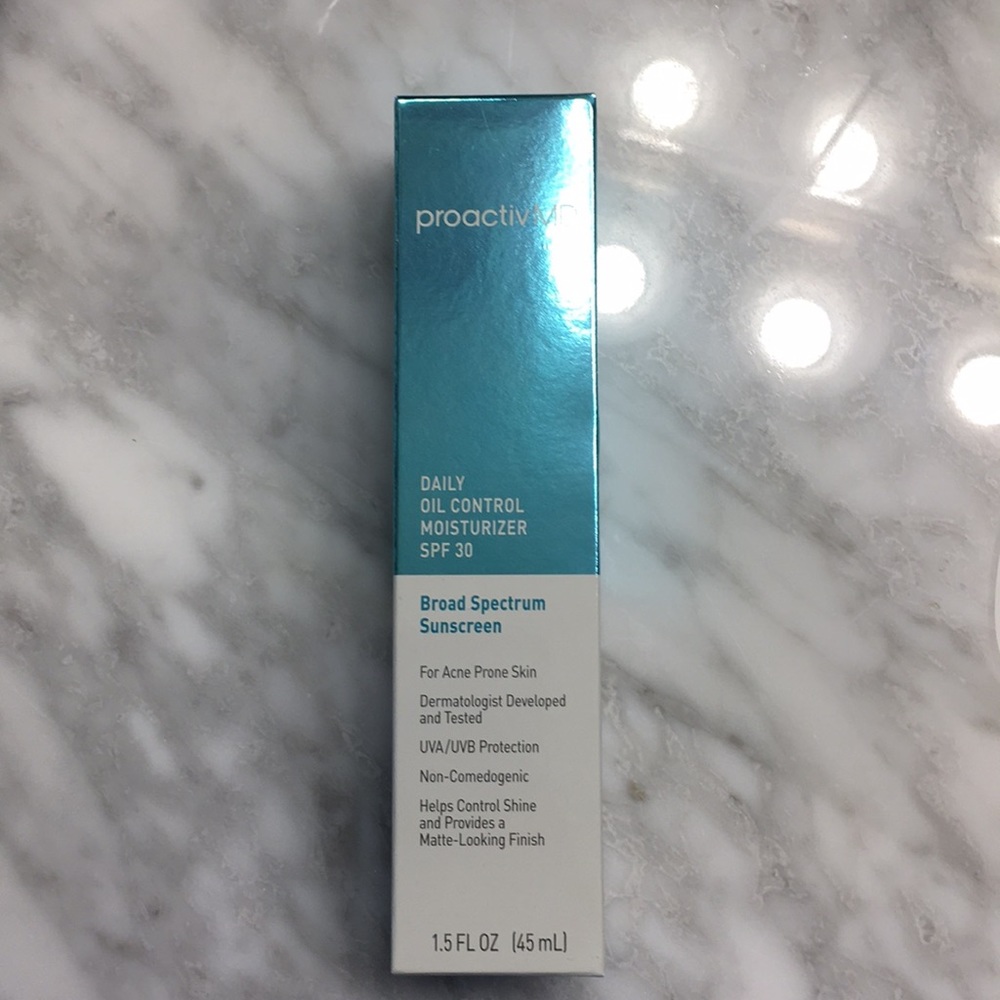 proactivMD
DAILY
OIL CONTROL
MOISTURIZER
SPF 30
Broad Spectrum
Sunscreen
For Acne Prone Skin
Dermatologist Developed
and Tested
UVA/UVB Protection
Non-Comedogenic
Helps Control Shine
and Provides a
Matte-Looking Finish
1.5 FL OZ (45 mL)